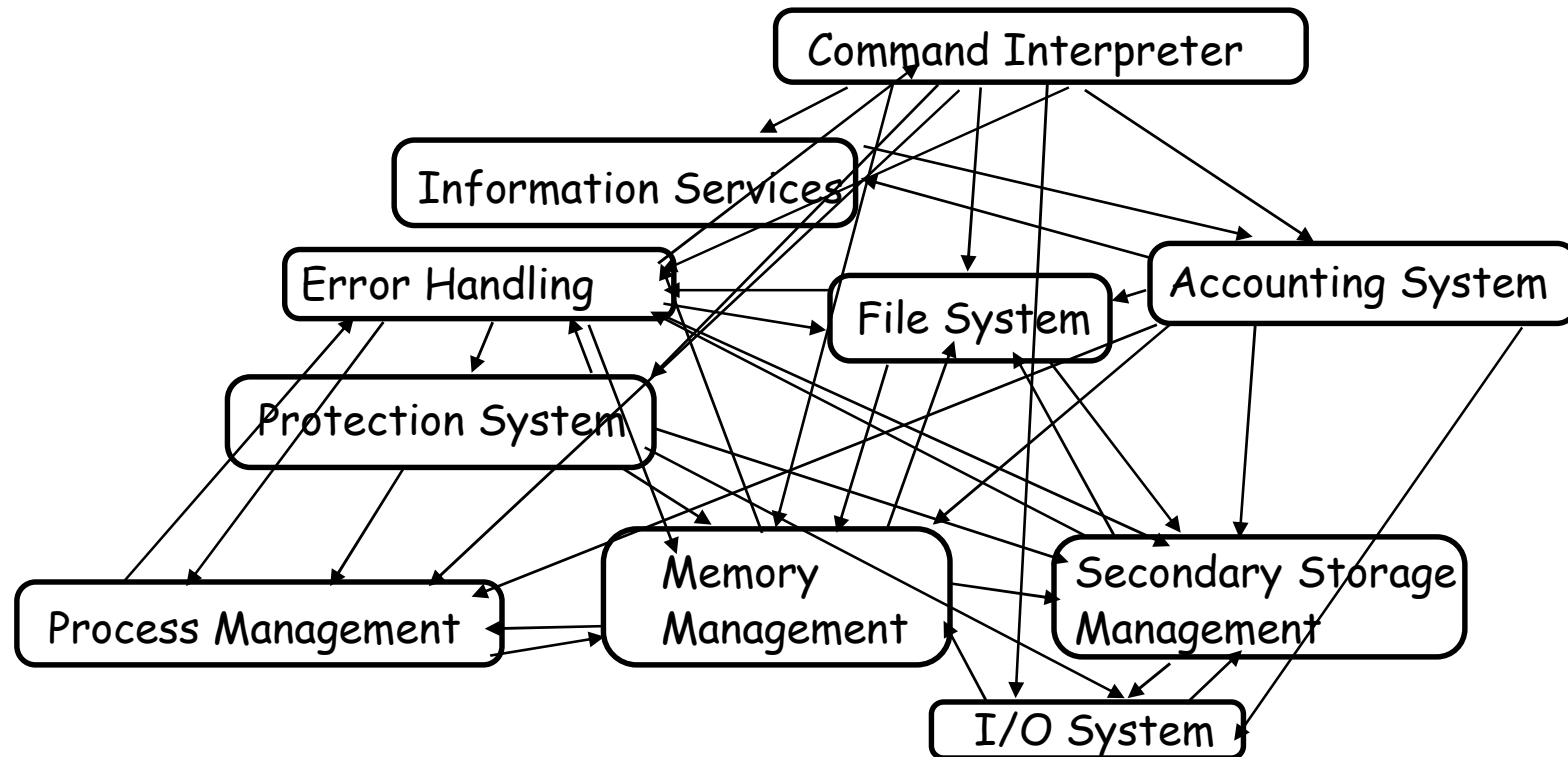 Command Interpreter
Information Services
Error Handling
Accounting System
File System
Protection System
Memory
Management
Secondary Storage
Management
Process Management
I/O System